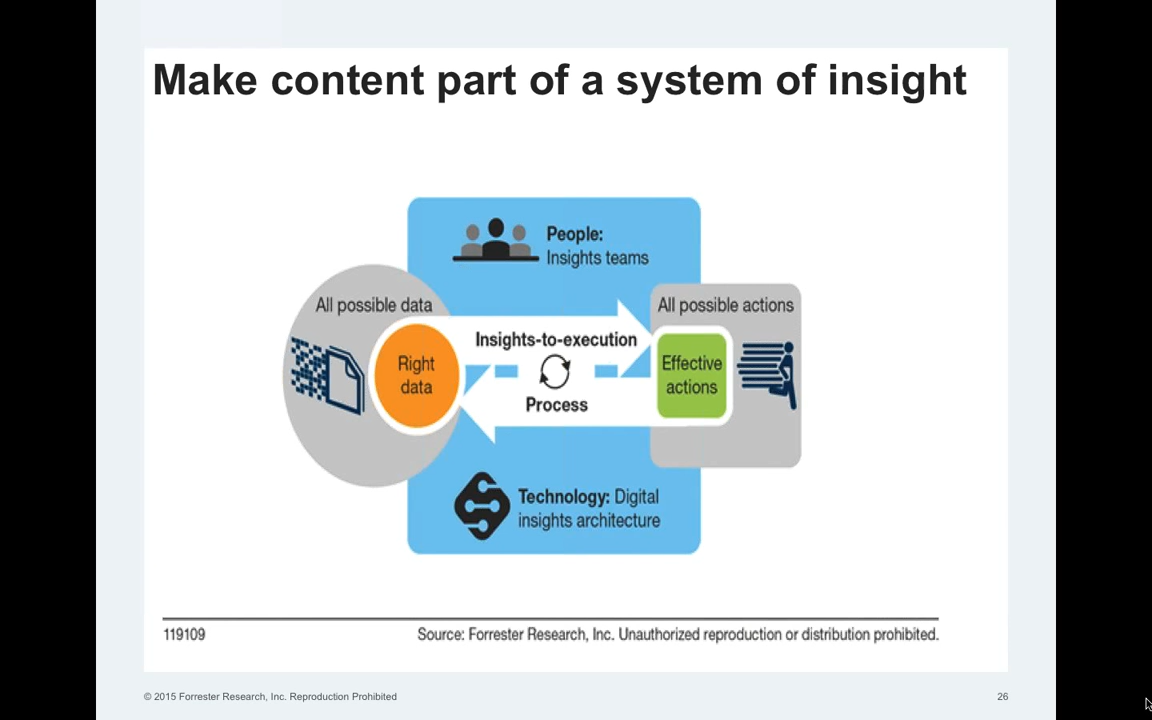 Make content part of a system of insight
People:
Insights teams
All possible data
All possible actions
Insights-to-execution
Right
data
Effective
actions
Process
Technology: Digital
insights architecture
119109
Source: Forrester Research, Inc. Unauthorized reproduction or distribution prohibited.
© 2015 Forrester Research, Inc. Reproduction Prohibited
26